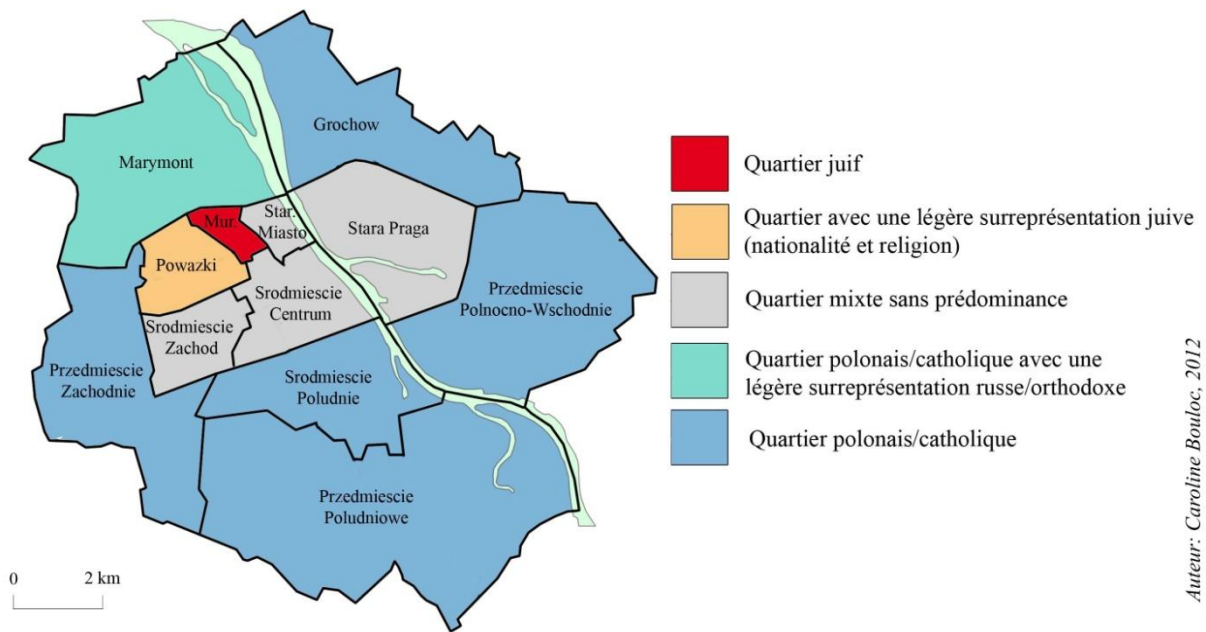 Grochow
Marymont
Mur.
Star.
Miasto
Stara Praga
Powazki
Przedmiescie
Polnocno-Wschodnie
Srodmiescie
Centrum
Srodmiescie
Zachod
Przedmiescie
Zachodnie
Srodmiescie
Poludnie
Przedmiescie
Poludniowe
0 2 km
Quartier juif
Quartier avec une légère surreprésentation juive
(nationalité et religion)
Quartier mixte sans prédominance
Quartier polonais/catholique avec une
légère surreprésentation russe/orthodoxe
Quartier polonais/catholique
Auteur: Caroline Bouloc, 2012